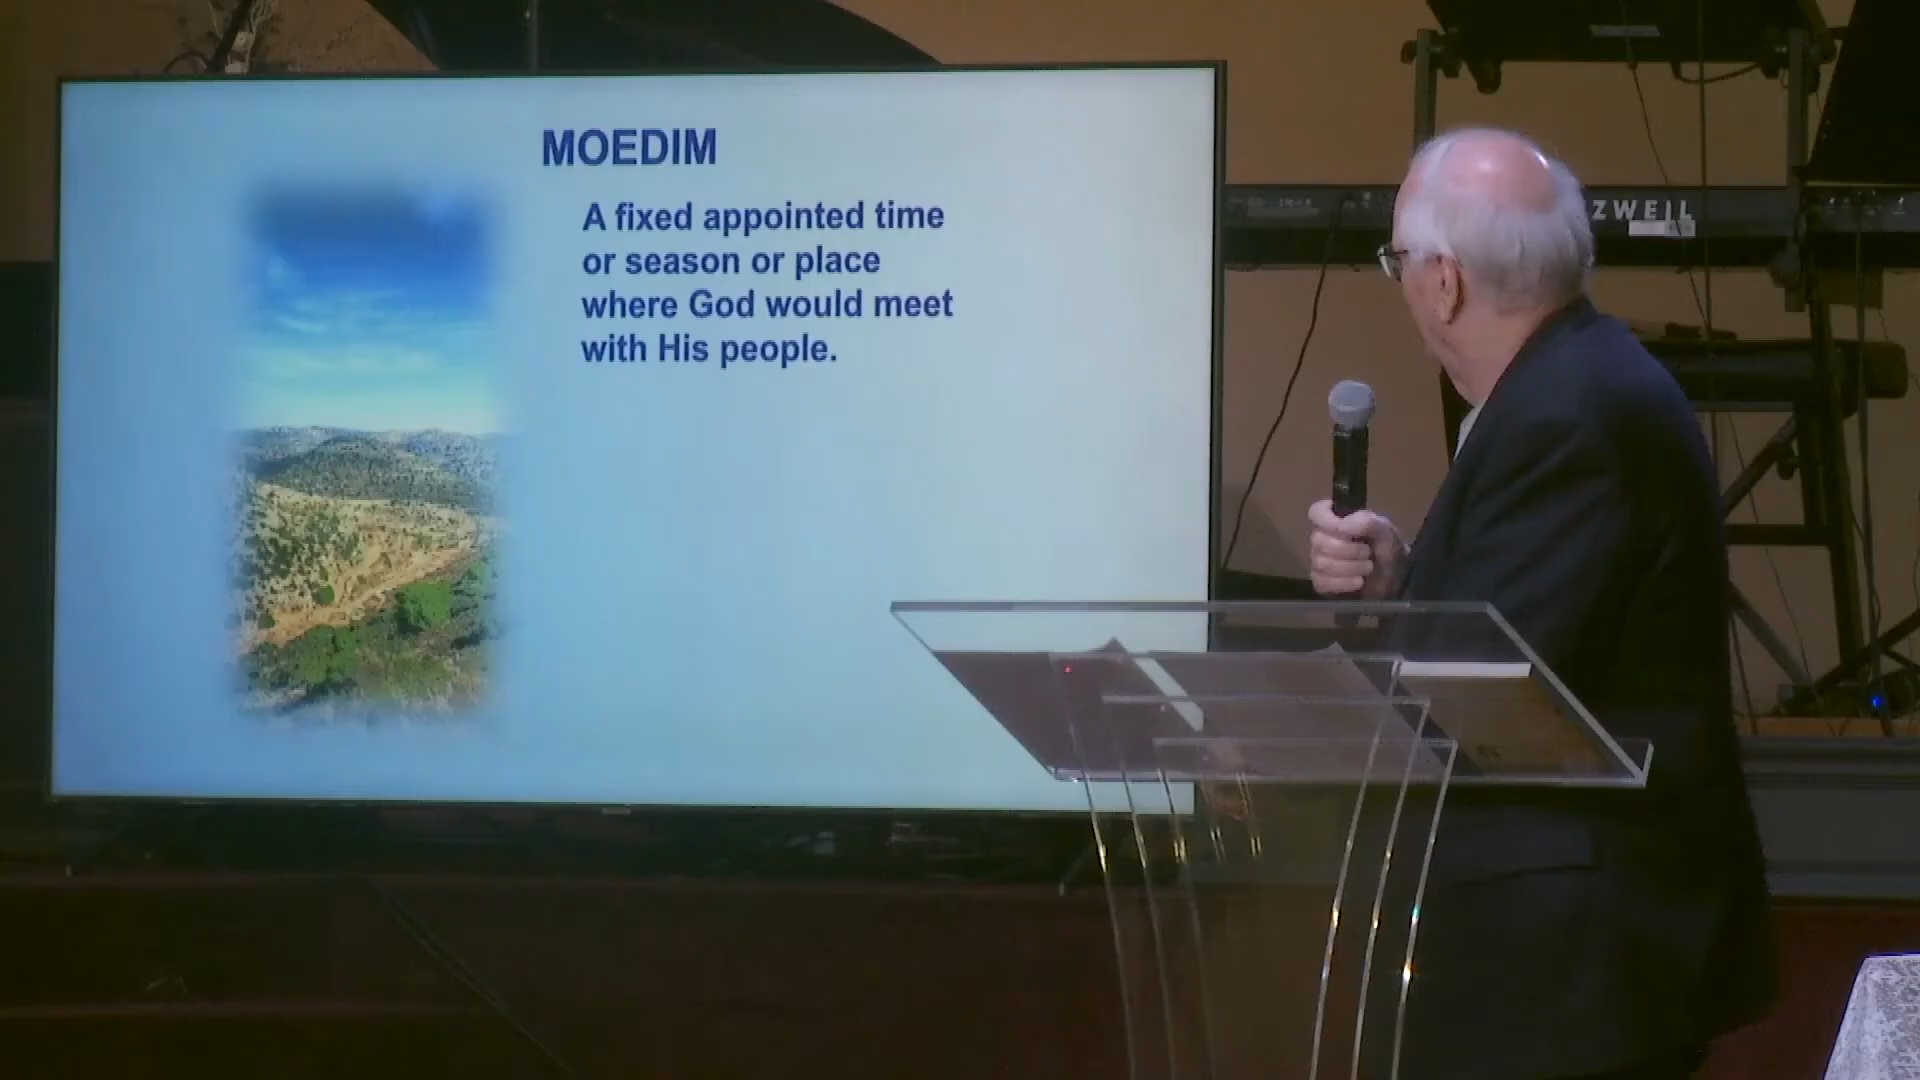 MOEDIM
A fixed appointed time
or season or place
where God would meet
with His people.
ZWEIL